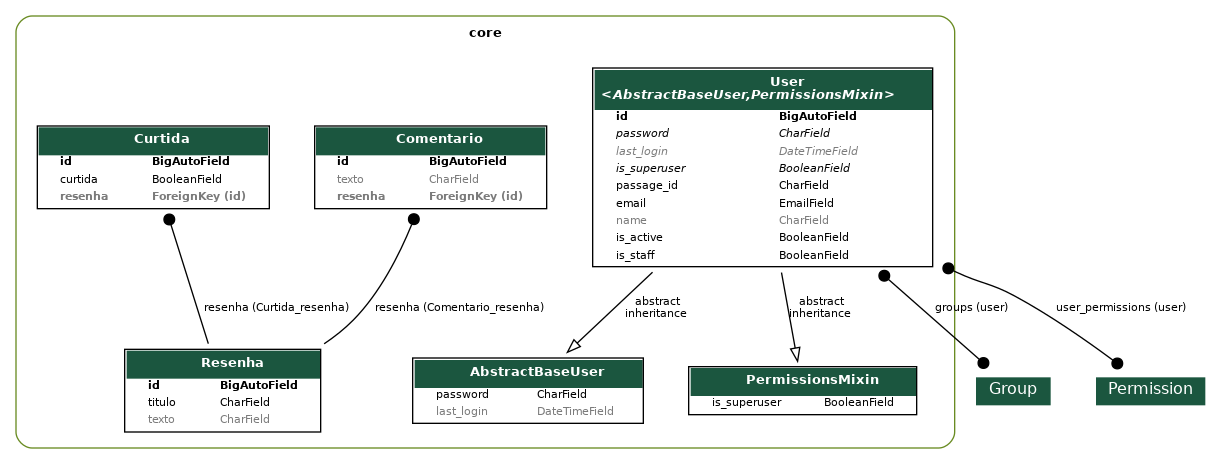 core
Curtida
id BigAutoField
curtida BooleanField
resenha ForeignKey (id)
Comentario
id BigAutoField
texto CharField
resenha ForeignKey (id)
User
<AbstractBaseUser,PermissionsMixin>
id BigAutoField
password CharField
last_login DateTimeField
is_superuser BooleanField
passage_id CharField
email EmailField
name CharField
is_active BooleanField
is_staff BooleanField
resenha (Curtida_resenha)
resenha (Comentario_resenha)
abstract
inheritance
abstract
inheritance
groups (user)
user_permissions (user)
Resenha
id BigAutoField
titulo CharField
texto CharField
AbstractBaseUser
password CharField
last_login DateTimeField
PermissionsMixin
is_superuser BooleanField
Group
Permission